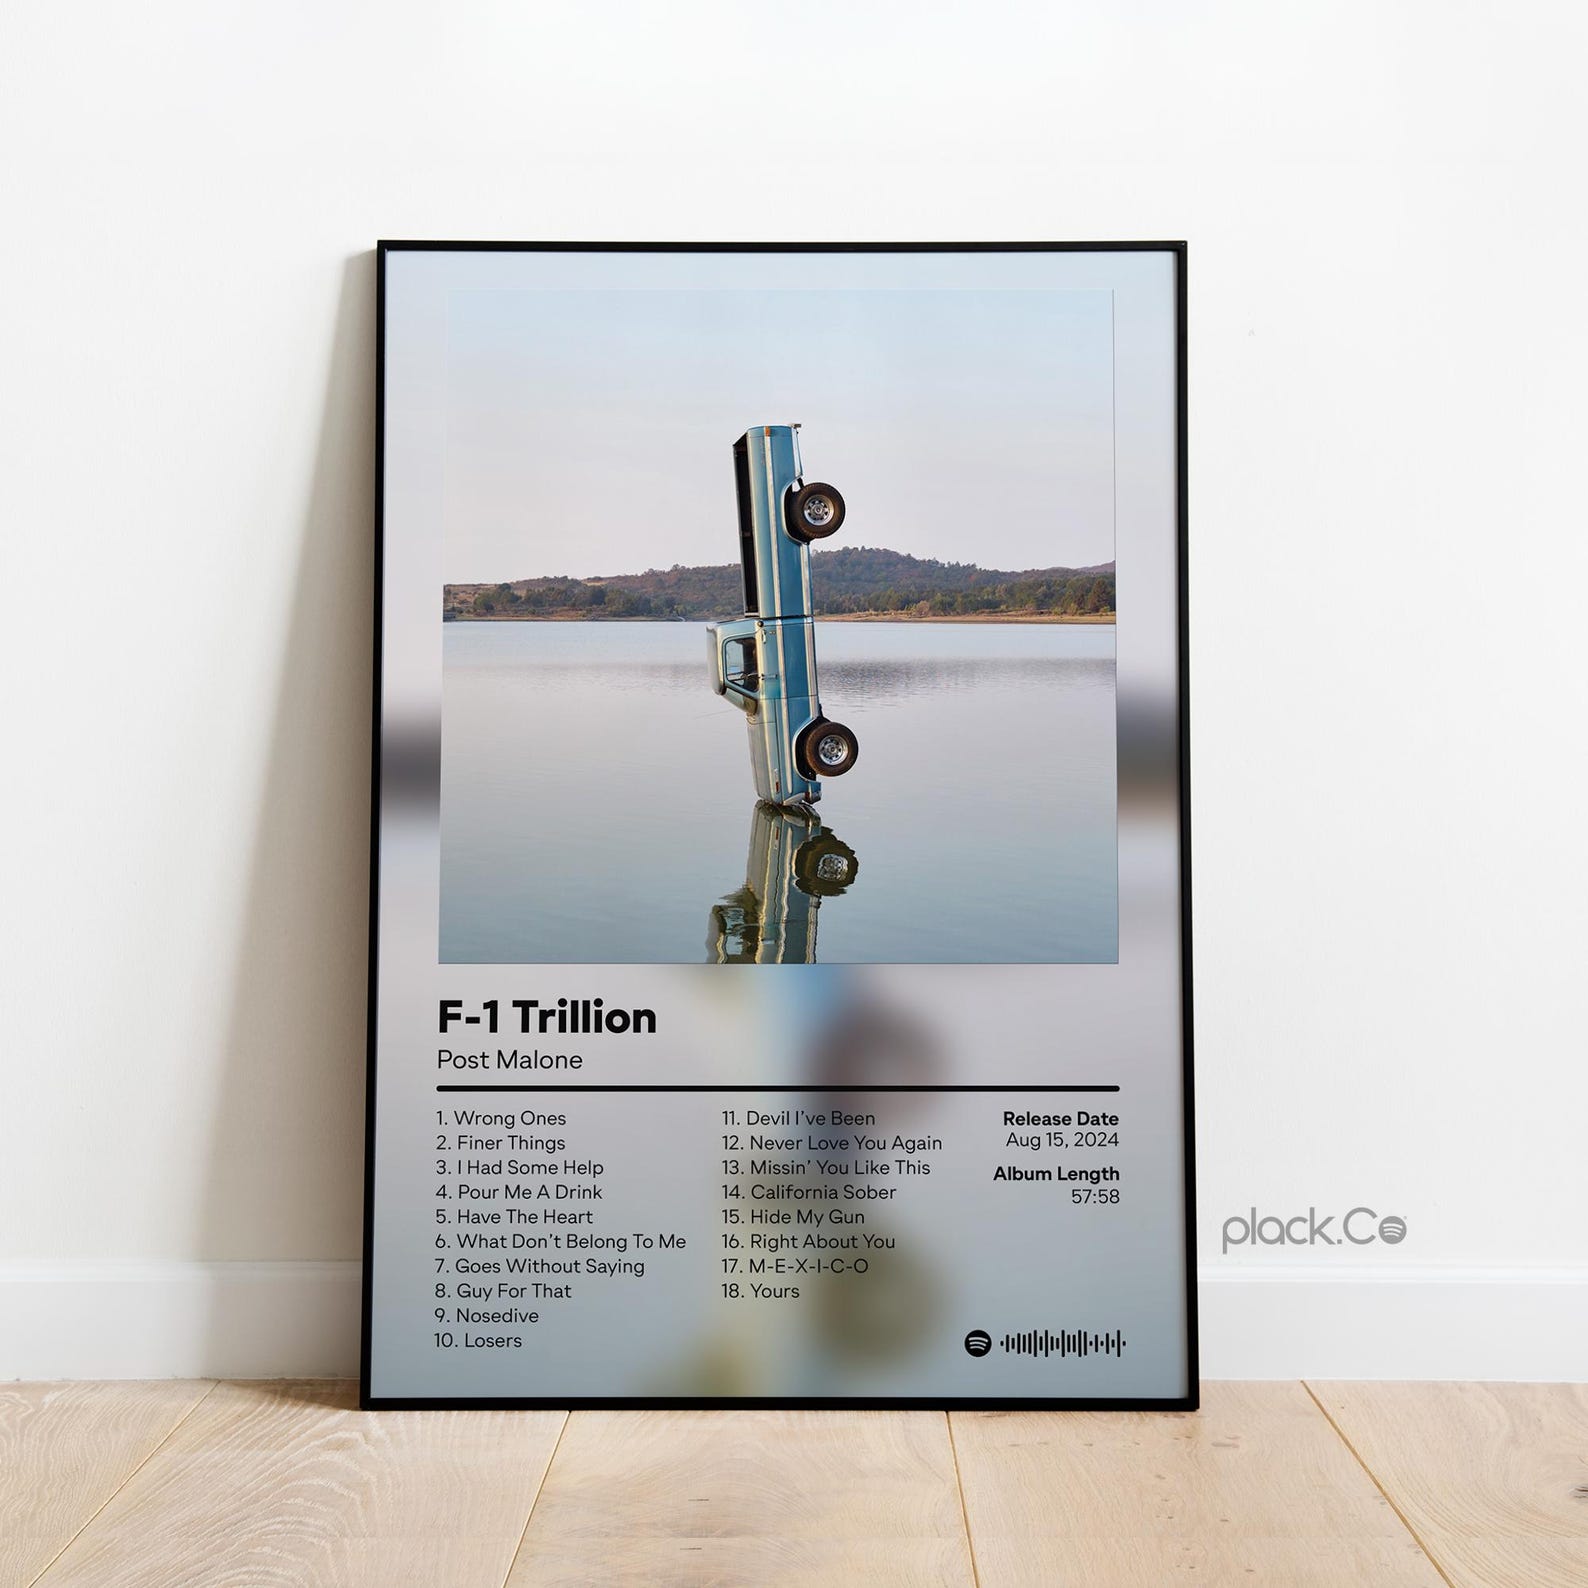 F-1 Trillion
Post Malone
1. Wrong Ones
2. Finer Things
3. I Had Some Help
4. Pour Me A Drink
5. Have The Heart
6. What Don't Belong To Me
7. Goes Without Saying
8. Guy For That
9. Nosedive
10. Losers
11. Devil I've Been
12. Never Love You Again
13. Missin' You Like This
14. California Sober
15. Hide My Gun
16. Right About You
17. M-E-X-I-C-O
18. Yours
Release Date
Aug 15, 2024
Album Length
57:58
plack.Co